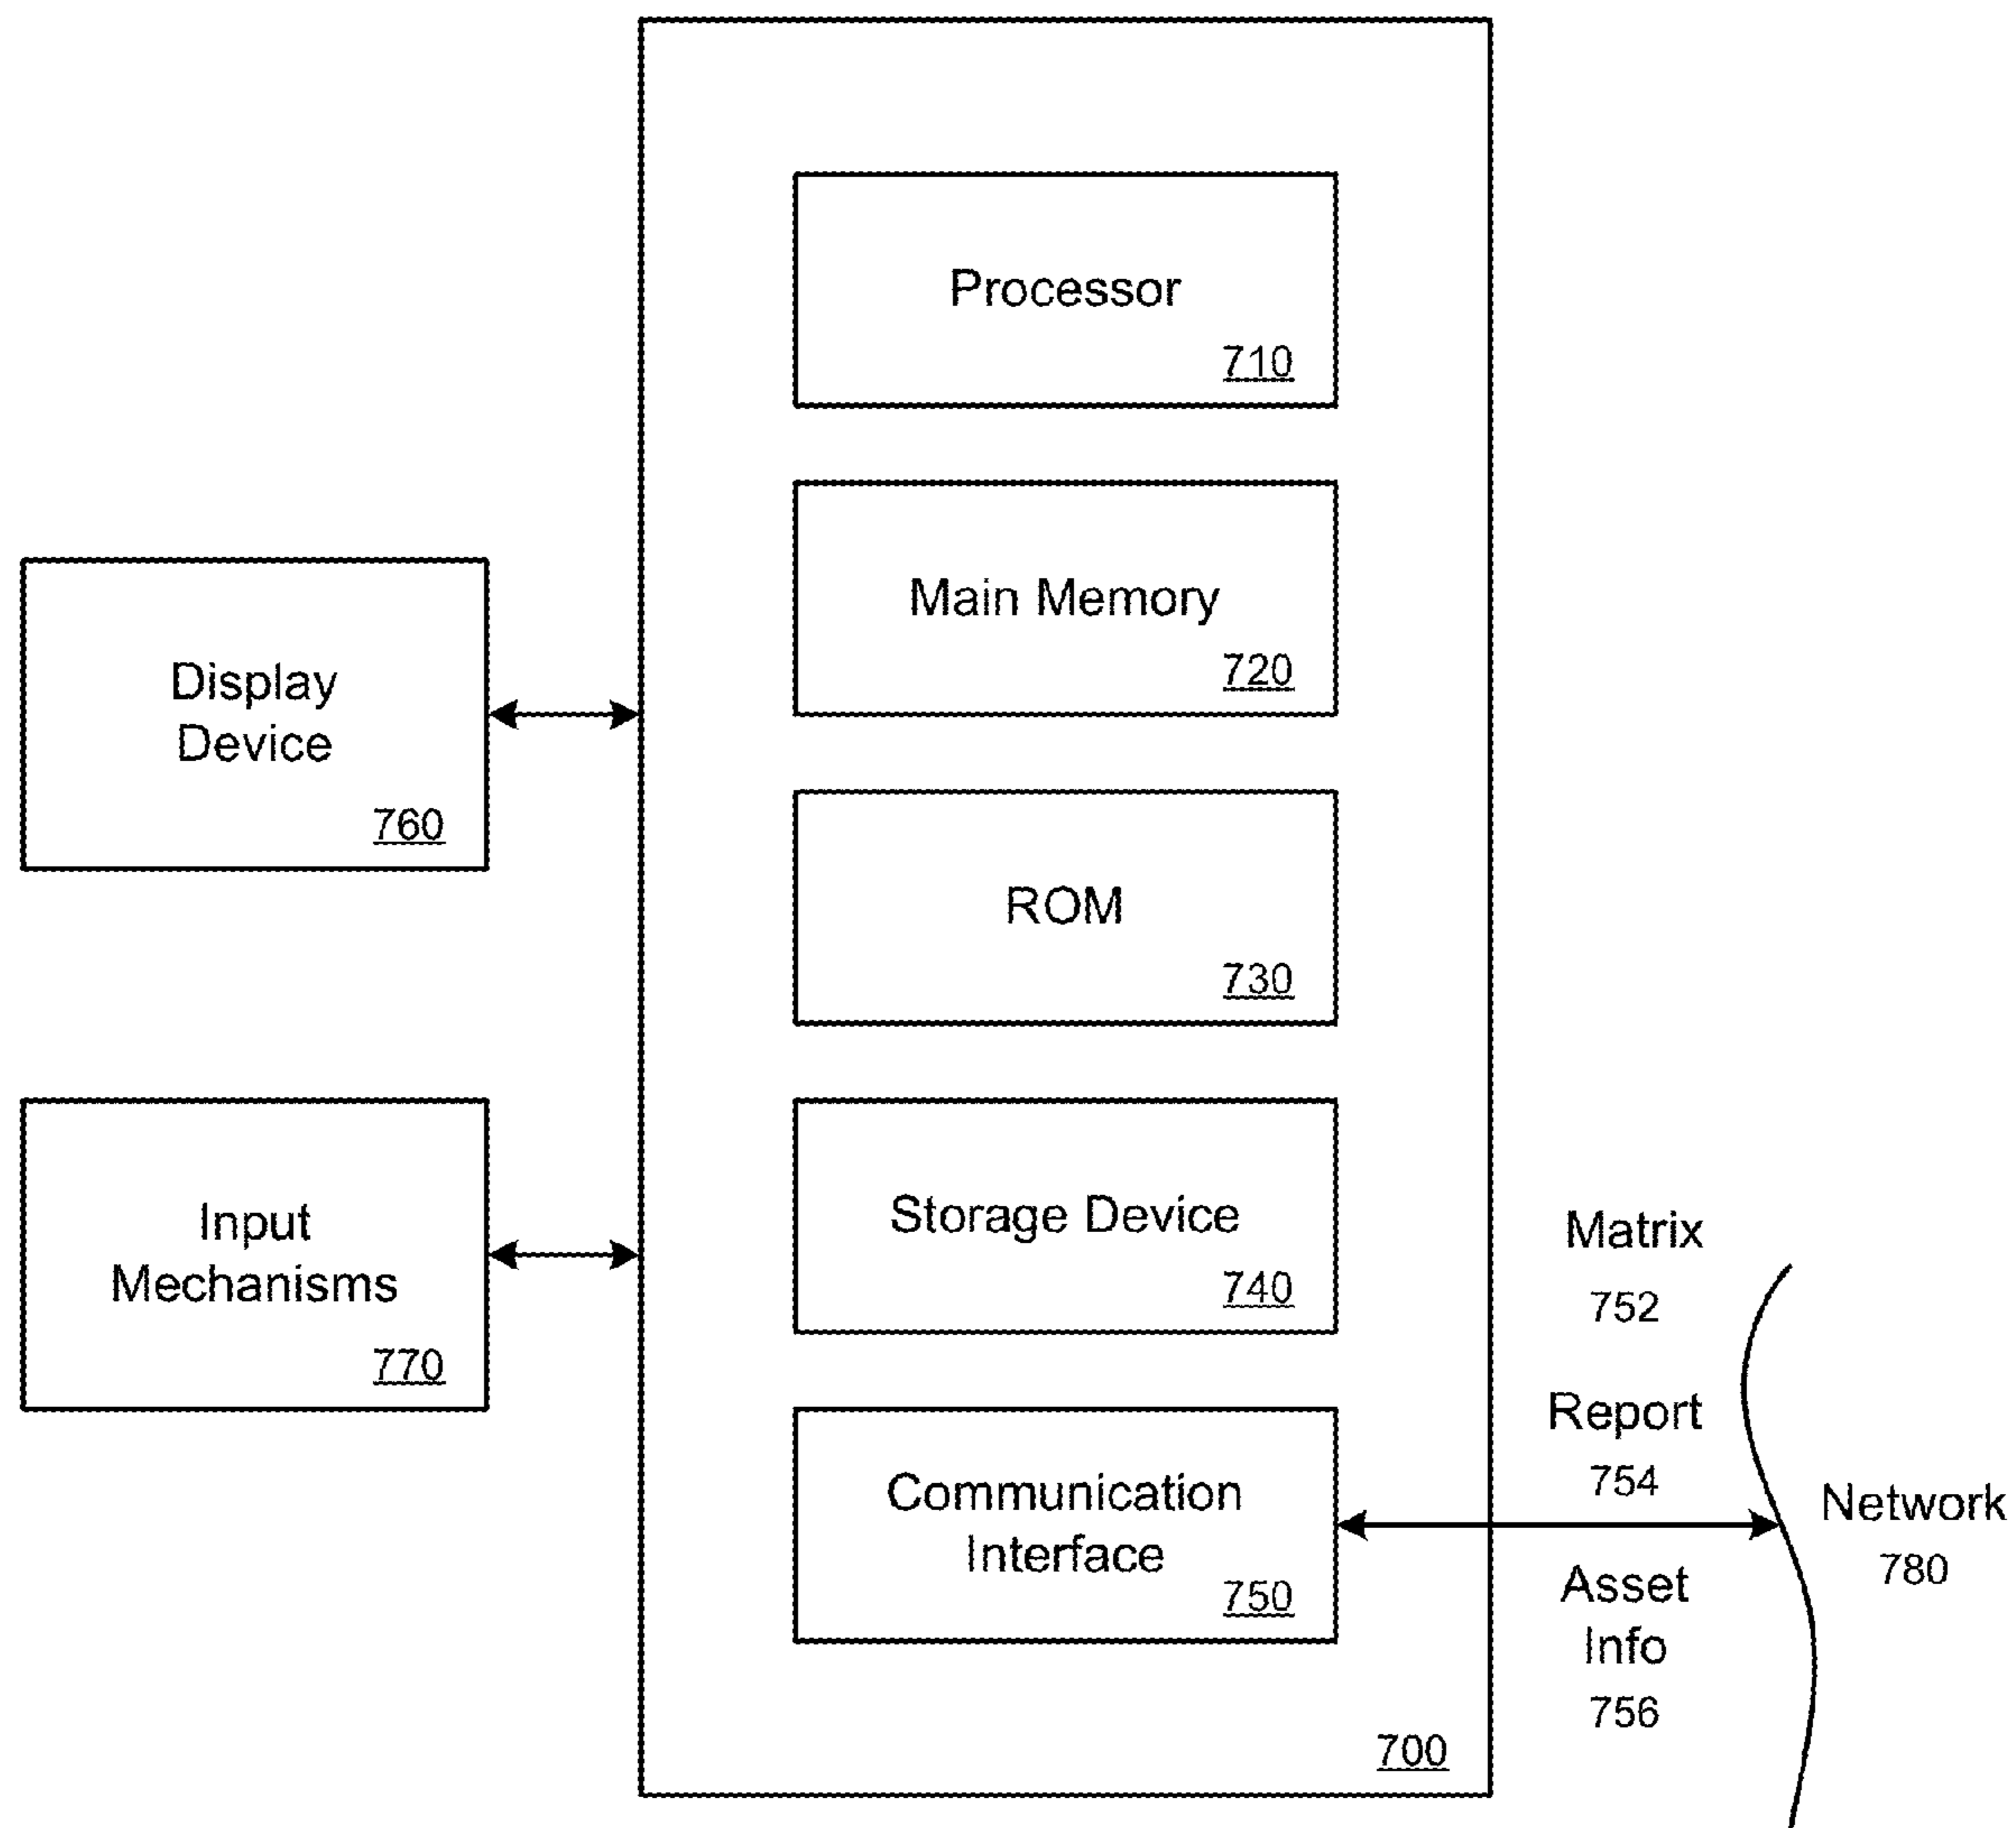 Processor
710
Main Memory
720
Display
Device
760
ROM
730
Input
Mechanisms
770
Storage Device
740
Matrix
752
Report
754
Communication
Interface
750
Network
780
Asset
Info
756
700